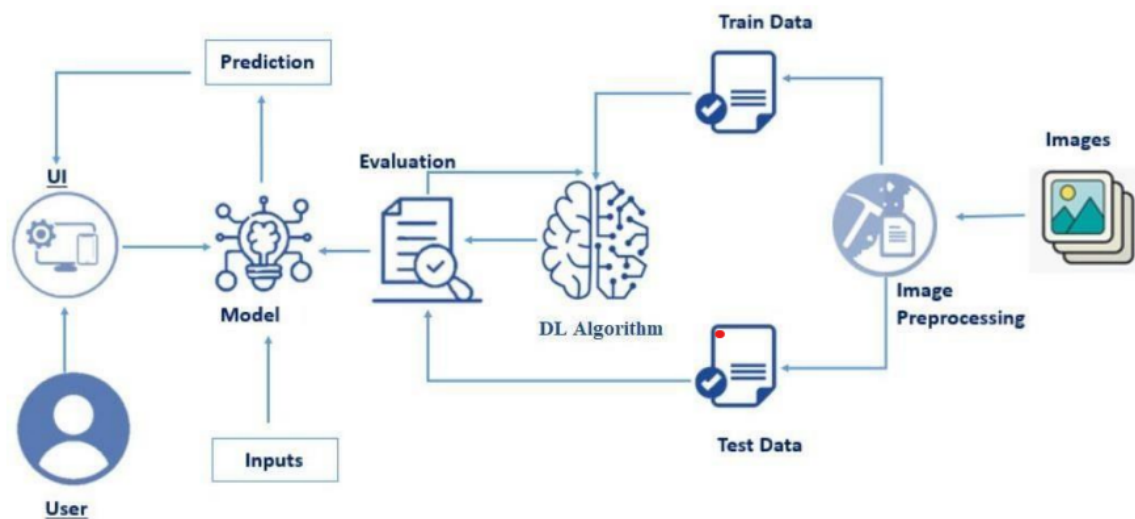 Train Data
Prediction
Images
Evaluation
UI
Model
Image
Preprocessing
DL Algorithm
Test Data
Inputs
User